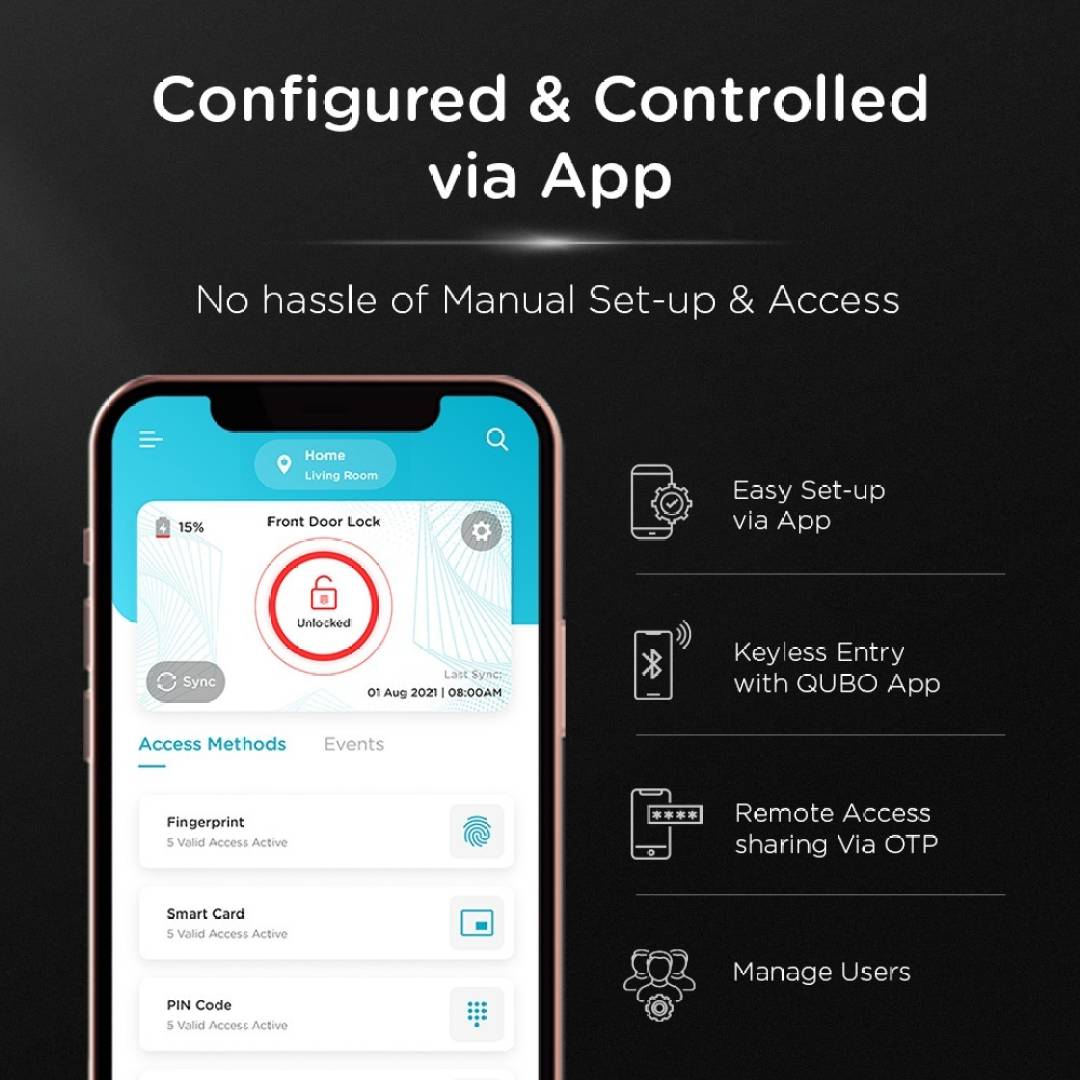 Configured & Controlled
via App
No hassle of Manual Set-up & Access
Home
Living Room
15%
Front Door Lock
Unlocked
Sync
Last Sync:
01 Aug 2021 | 08:00AM
Access Methods
Events
Fingerprint
5 Valid Access Active
Smart Card
5 Valid Access Active
PIN Code
5 Valid Access Active
Easy Set-up
via App
Keyless Entry
with QUBO App
****
Remote Access
sharing Via OTP
Manage Users